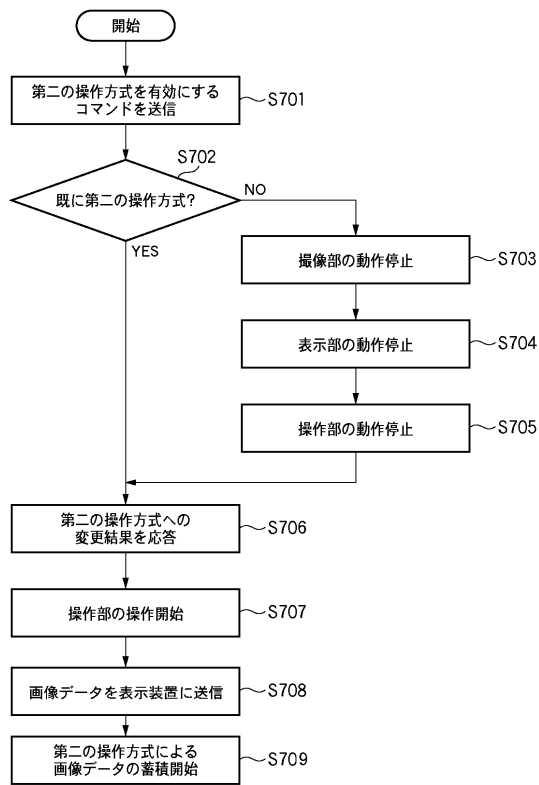 開始
第二の操作方式を有効にする
コマンドを送信
S701
S702
既に第二の操作方式?
NO
YES
撮像部の動作停止
S703
表示部の動作停止
S704
操作部の動作停止
S705
第二の操作方式への
変更結果を応答
S706
操作部の操作開始
S707
画像データを表示装置に送信
S708
第二の操作方式による
画像データの蓄積開始
S709